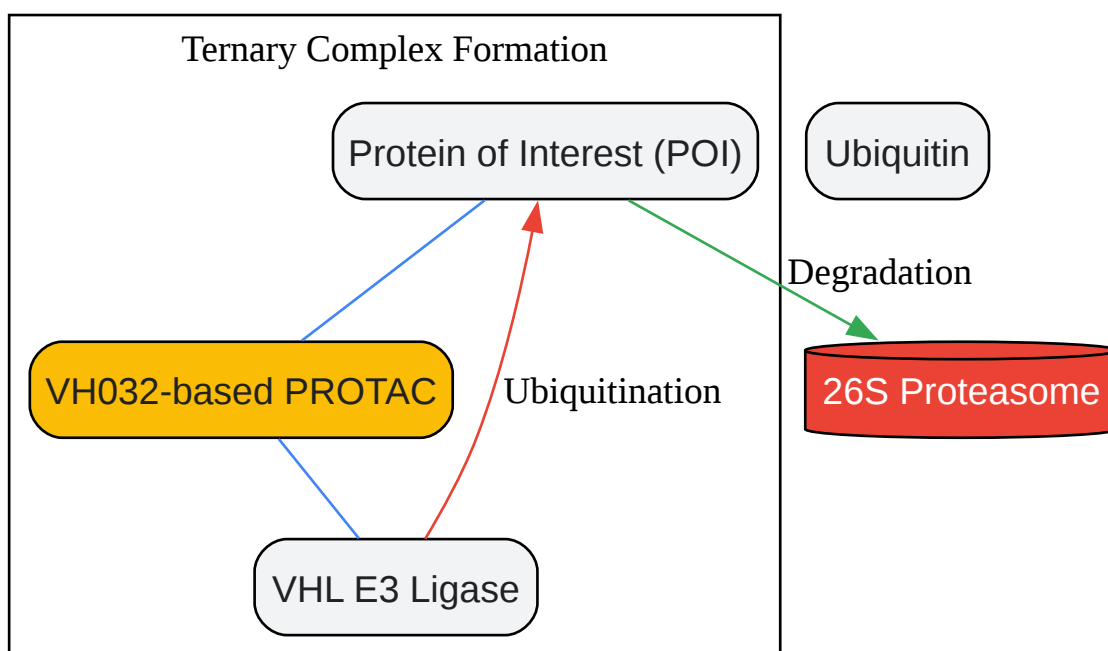 Ternary Complex Formation
Protein of Interest (POI)
Ubiquitin
Degradation
VH032-based PROTAC
Ubiquitination
26S Proteasome
VHL E3 Ligase